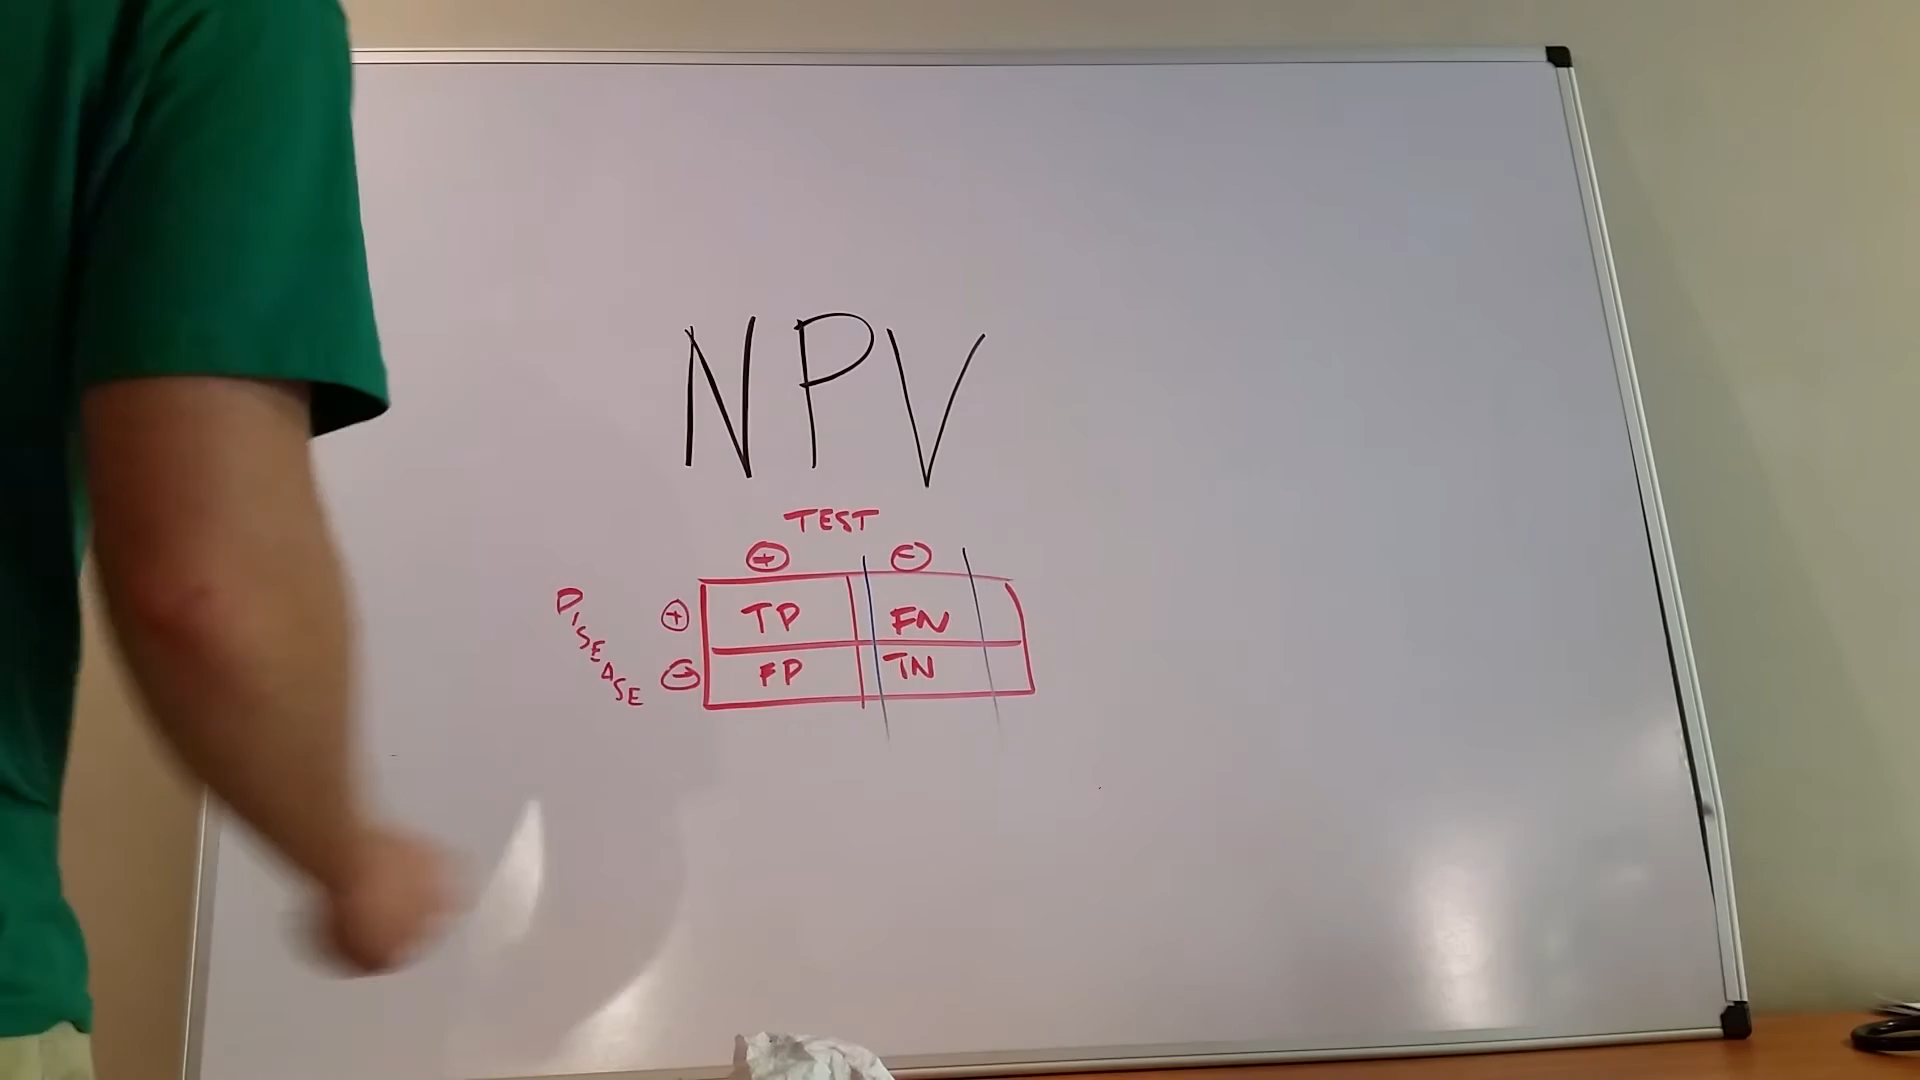 NPV
TEST
⊕ ⊖
DISEASE
⊕ TP FN
⊖ FP TN